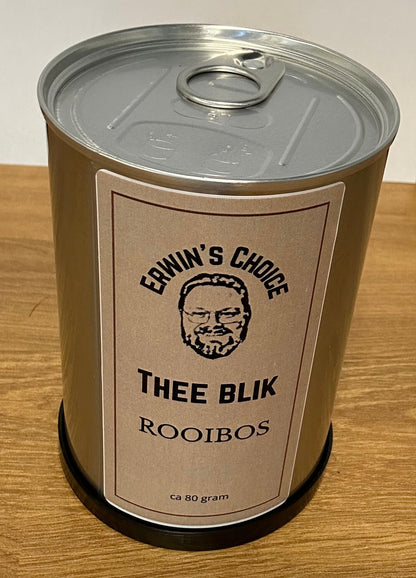 ERWIN'S CHOICE
THEE BLIK
ROOIBOS
ca 80 gram